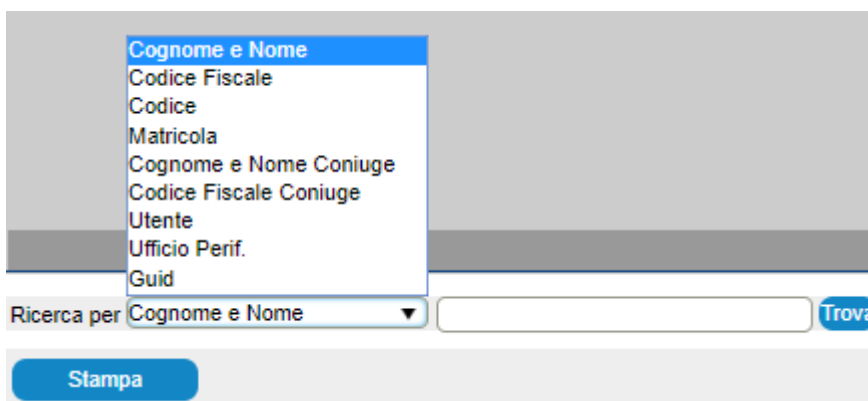 Cognome e Nome
Codice Fiscale
Codice
Matricola
Cognome e Nome Coniuge
Codice Fiscale Coniuge
Utente
Ufficio Perif.
Guid
Ricerca per Cognome e Nome Trova
Stampa